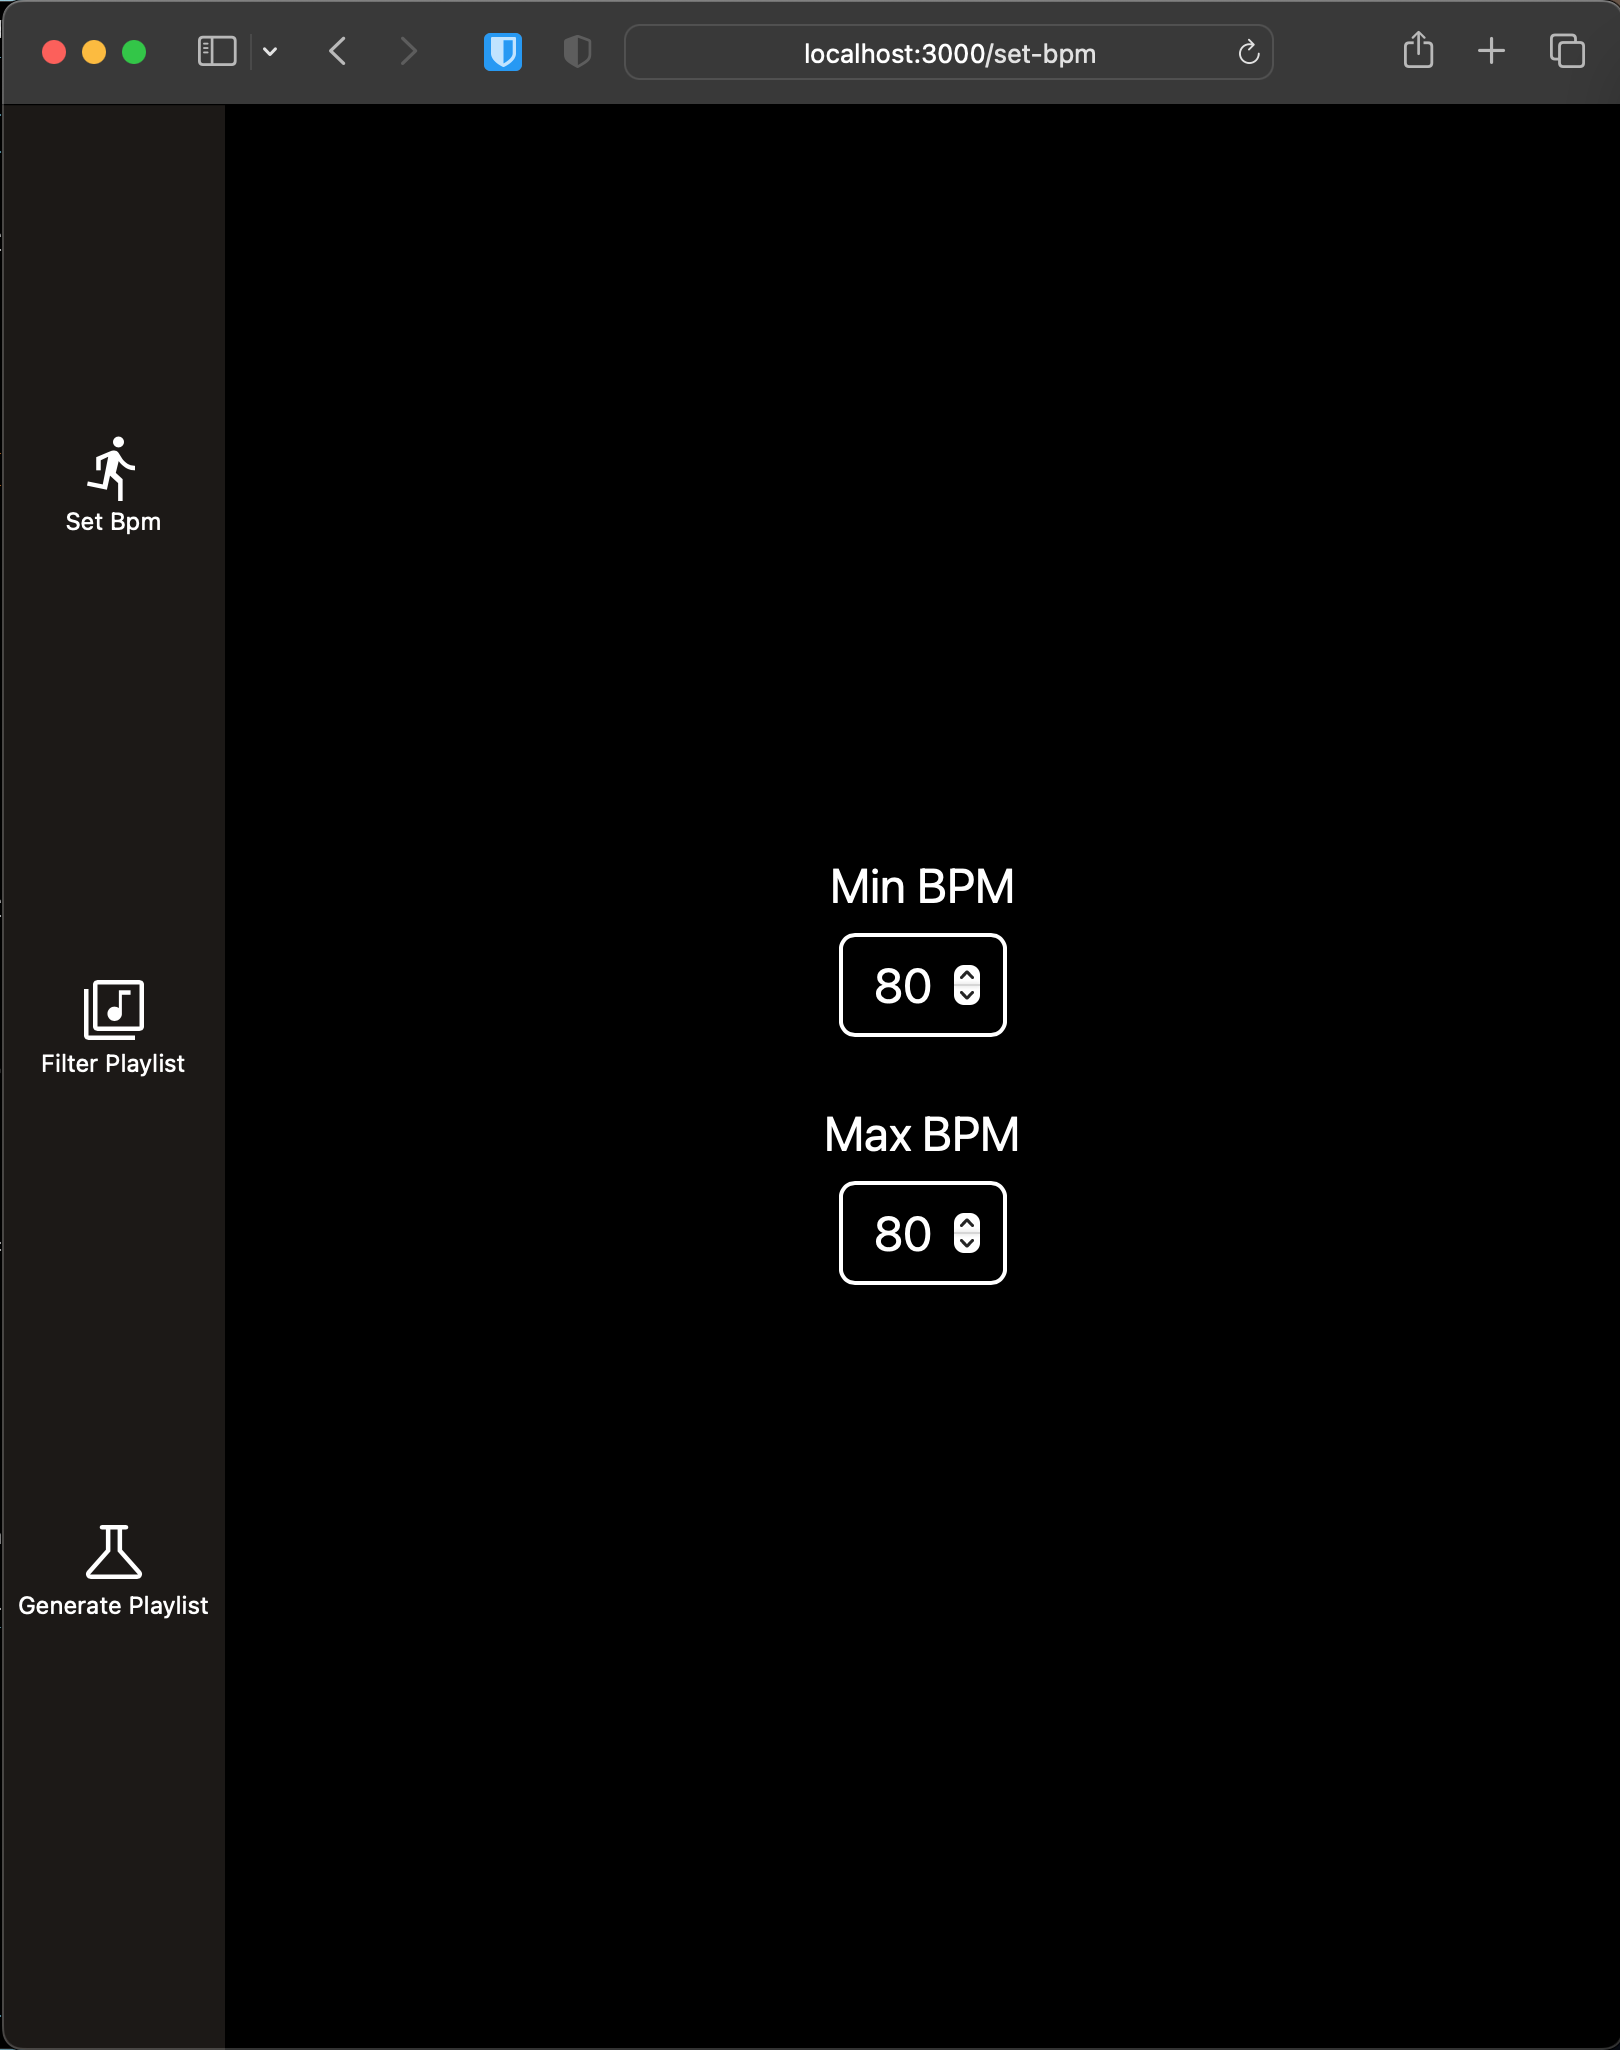 localhost:3000/set-bpm
Set Bpm
Filter Playlist
Generate Playlist
Min BPM
80
Max BPM
80